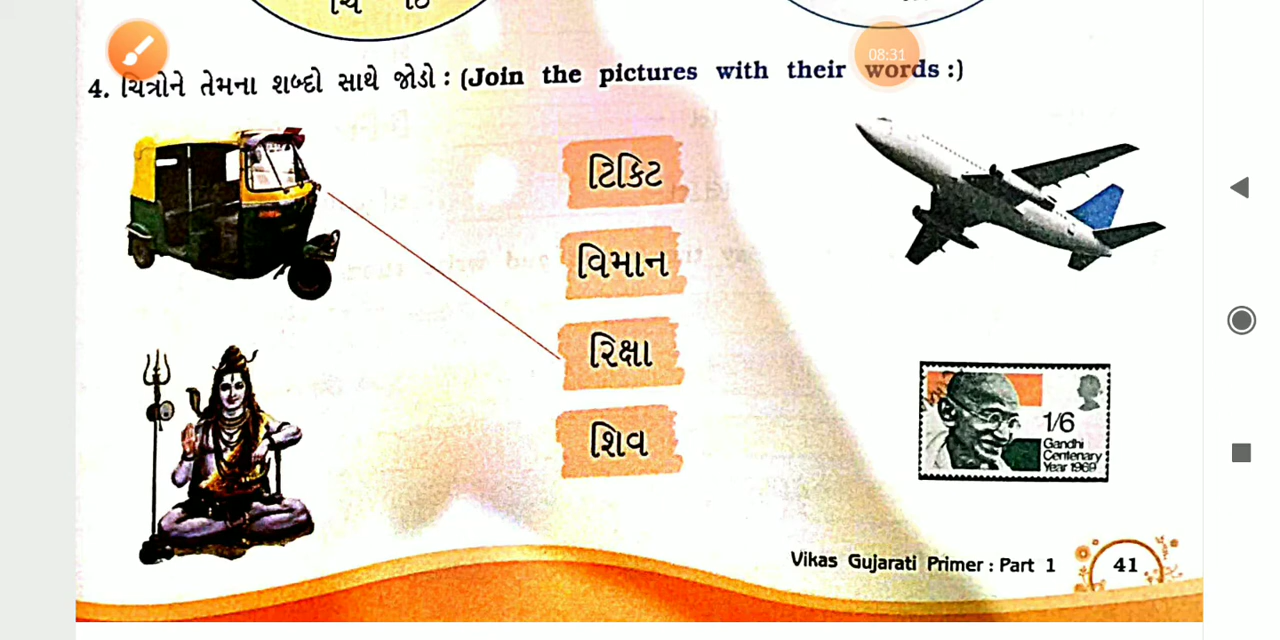 08:31
4. ચિત્રોને તેમના શબ્દો સાથે જોડો : (Join the pictures with their words :)
ટિકિટ
વિમાન
રિક્ષા
શિવ
1/6
Gandhi
Centenary
Year 1969
Vikas Gujarati Primer : Part 1
41